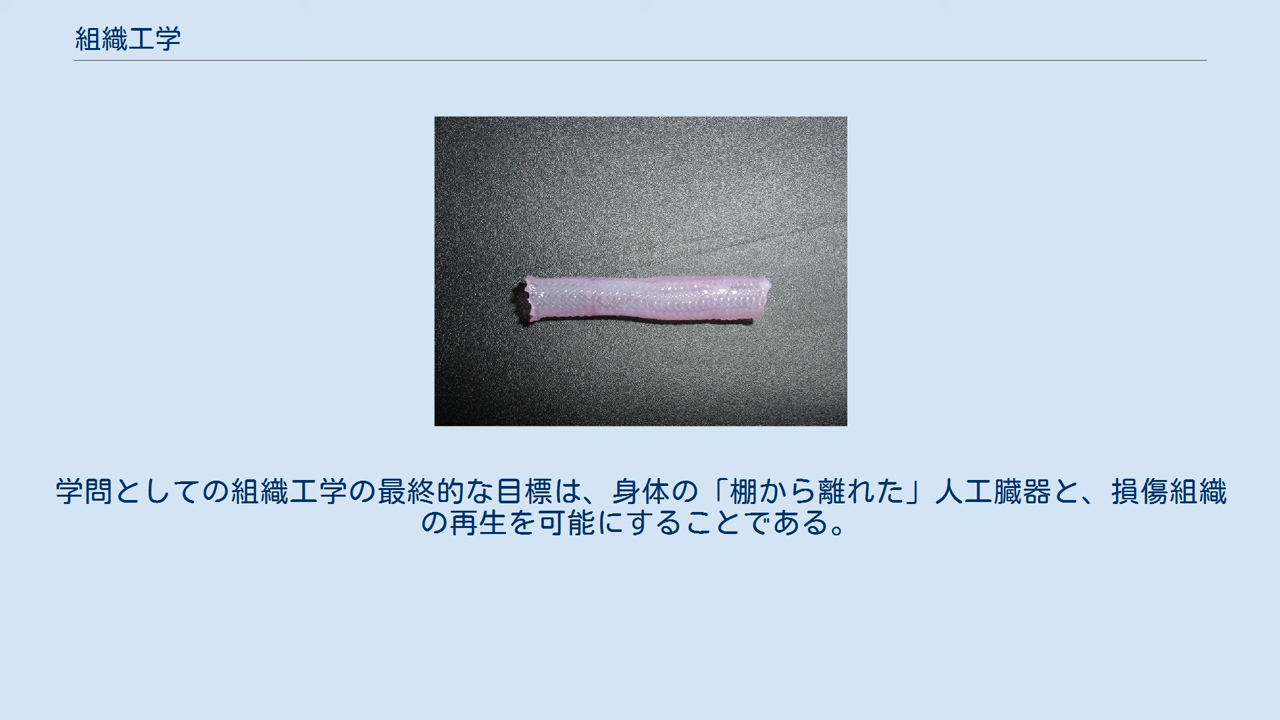 組織工学
学問としての組織工学の最終的な目標は、身体の「棚から離れた」人工臓器と、損傷組織
の再生を可能にすることである。